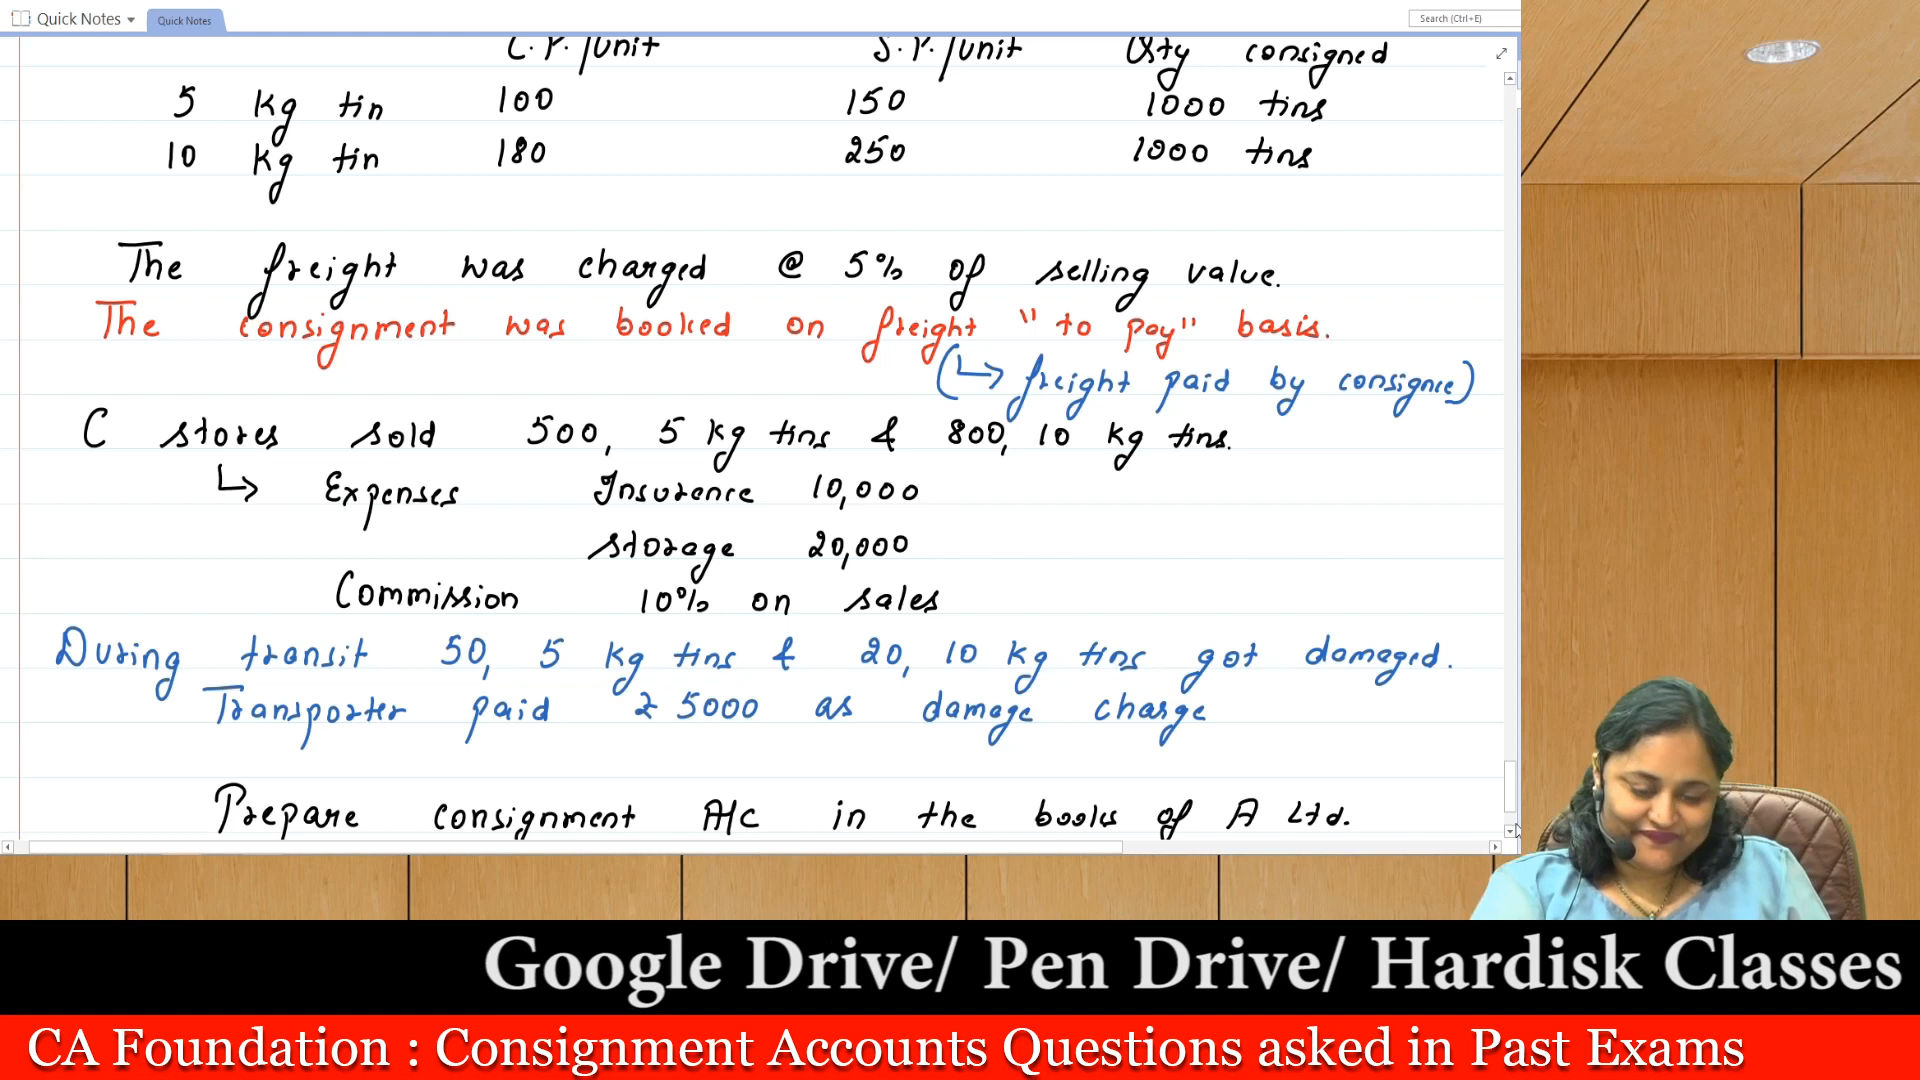 Quick Notes
Quick Notes
Search (Ctrl+E)
C.P./unit S.P./unit Qty consigned
5 kg tin 100 150 1000 tins
10 kg tin 180 250 1000 tins
The freight was charged @ 5% of selling value.
The consignment was booked on freight "to pay" basis.
(↳ freight paid by consignee)
C stores sold 500, 5 kg tins & 800, 10 kg tins.
↳ Expenses Insurance 10,000
storage 20,000
Commission 10% on sales
During transit 50, 5 kg tins & 20, 10 kg tins got damaged.
Transporter paid ₹ 5000 as damage charge
Prepare consignment A/c in the books of A Ltd.
Google Drive/ Pen Drive/ Hardisk Classes
CA Foundation : Consignment Accounts Questions asked in Past Exams